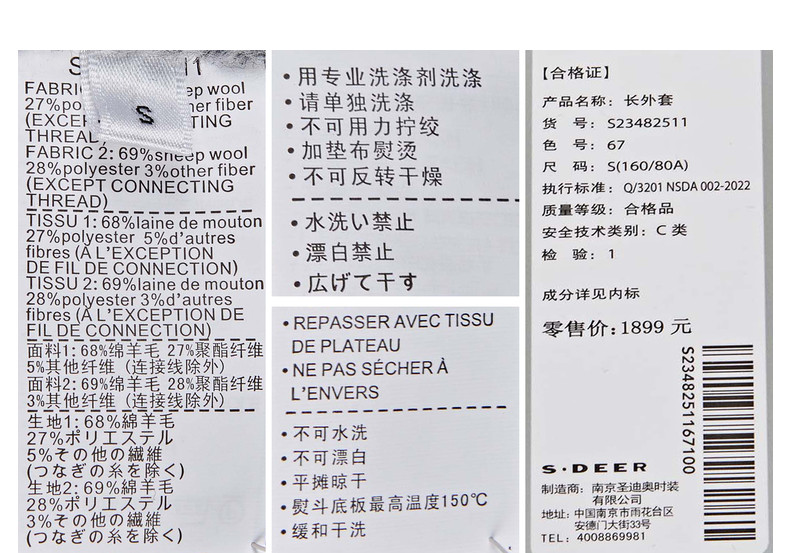 S
FABRIC
sheep wool
27%
other fiber
THREAD
FABRIC 2: 69%sheep wool
28%polyester 3%other fiber
(EXCEPT CONNECTING
THREAD)
TISSU 1: 68%laine de mouton
27%polyester 5%d'autres
fibres (À L'EXCEPTION
DE FIL DE CONNECTION)
TISSU 2: 69%laine de mouton
28%polyester 3%d'autres
fibres (À L'EXCEPTION DE
FIL DE CONNECTION)
面料1: 68%绵羊毛 27%聚酯纤维
5%其他纤维 (连接线除外)
面料2: 69%绵羊毛 28%聚酯纤维
3%其他纤维 (连接线除外)
生地1: 68%綿羊毛
27%ポリエステル
5%その他の繊維
(つなぎの糸を除く)
生地2: 69%綿羊毛
28%ポリエステル
3%その他の繊維
(つなぎの糸を除く)
•用专业洗涤剂洗涤
•请单独洗涤
•不可用力拧绞
•加垫布熨烫
•不可反转干燥
•水洗い禁止
•漂白禁止
•広げて干す
•REPASSER AVEC TISSU
DE PLATEAU
•NE PAS SÉCHER À
L'ENVERS
•不可水洗
•不可漂白
•平摊晾干
•熨斗底板最高温度150℃
•缓和干洗
【合格证】
产品名称: 长外套
货 号: S23482511
色 号: 67
尺 码: S(160/80A)
执行标准: Q/3201 NSDA 002-2022
质量等级: 合格品
安全技术类别: C 类
检 验: 1
成分详见内标
零售价: 1899 元
S2348251167100
S·DEER
制造商: 南京圣迪奥时装
有限公司
地址: 中国南京市雨花台区
安德门大街33号
TEL: 4008869981